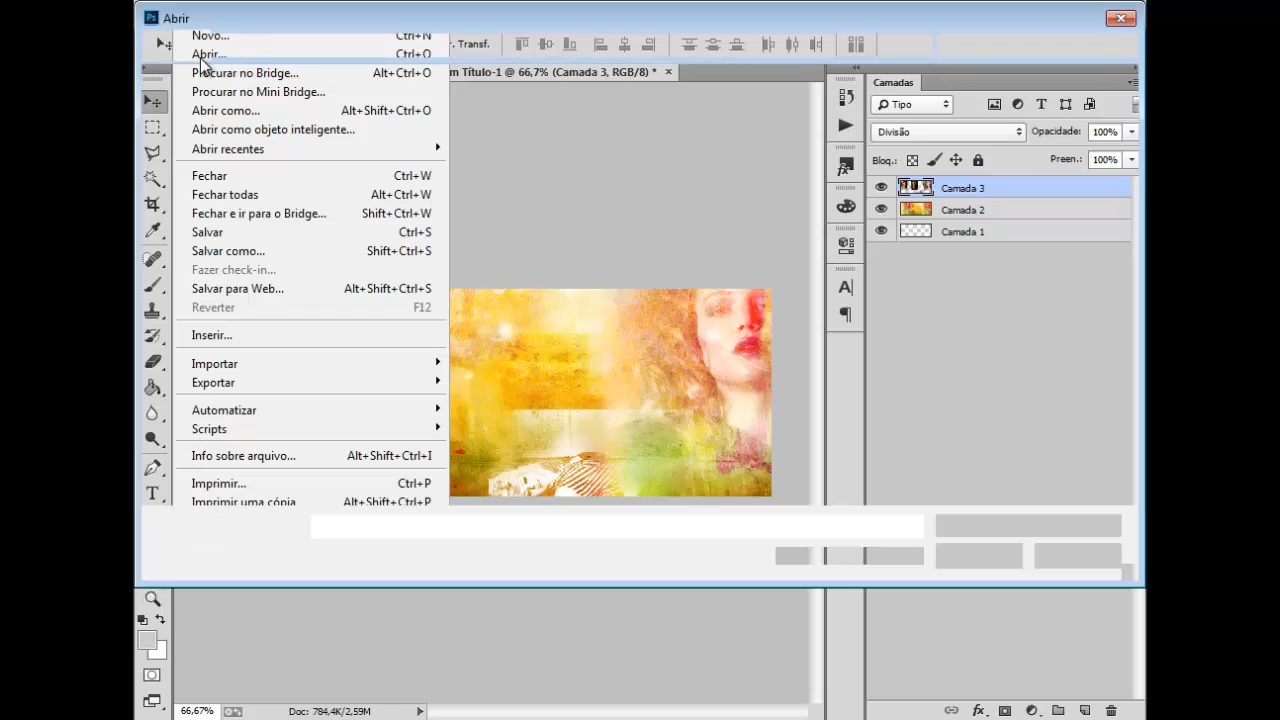 Abrir
Novo... Ctrl+N
Abrir... Ctrl+O
Transf.
Procurar no Bridge... Alt+Ctrl+O
Procurar no Mini Bridge...
Abrir como... Alt+Shift+Ctrl+O
Abrir como objeto inteligente...
Abrir recentes
Fechar Ctrl+W
Fechar todas Alt+Ctrl+W
Fechar e ir para o Bridge... Shift+Ctrl+W
Salvar Ctrl+S
Salvar como... Shift+Ctrl+S
Fazer check-in...
Salvar para Web... Alt+Shift+Ctrl+S
Reverter F12
Inserir...
Importar
Exportar
Automatizar
Scripts
Info sobre arquivo... Alt+Shift+Ctrl+I
Imprimir... Ctrl+P
Imprimir uma cópia Alt+Shift+Ctrl+P
m Título-1 @ 66,7% (Camada 3, RGB/8) *
Camadas
Tipo
Divisão Opacidade: 100%
Bloq.: Preen.: 100%
Camada 3
Camada 2
Camada 1
66,67% Doc: 784,4K/2,59M